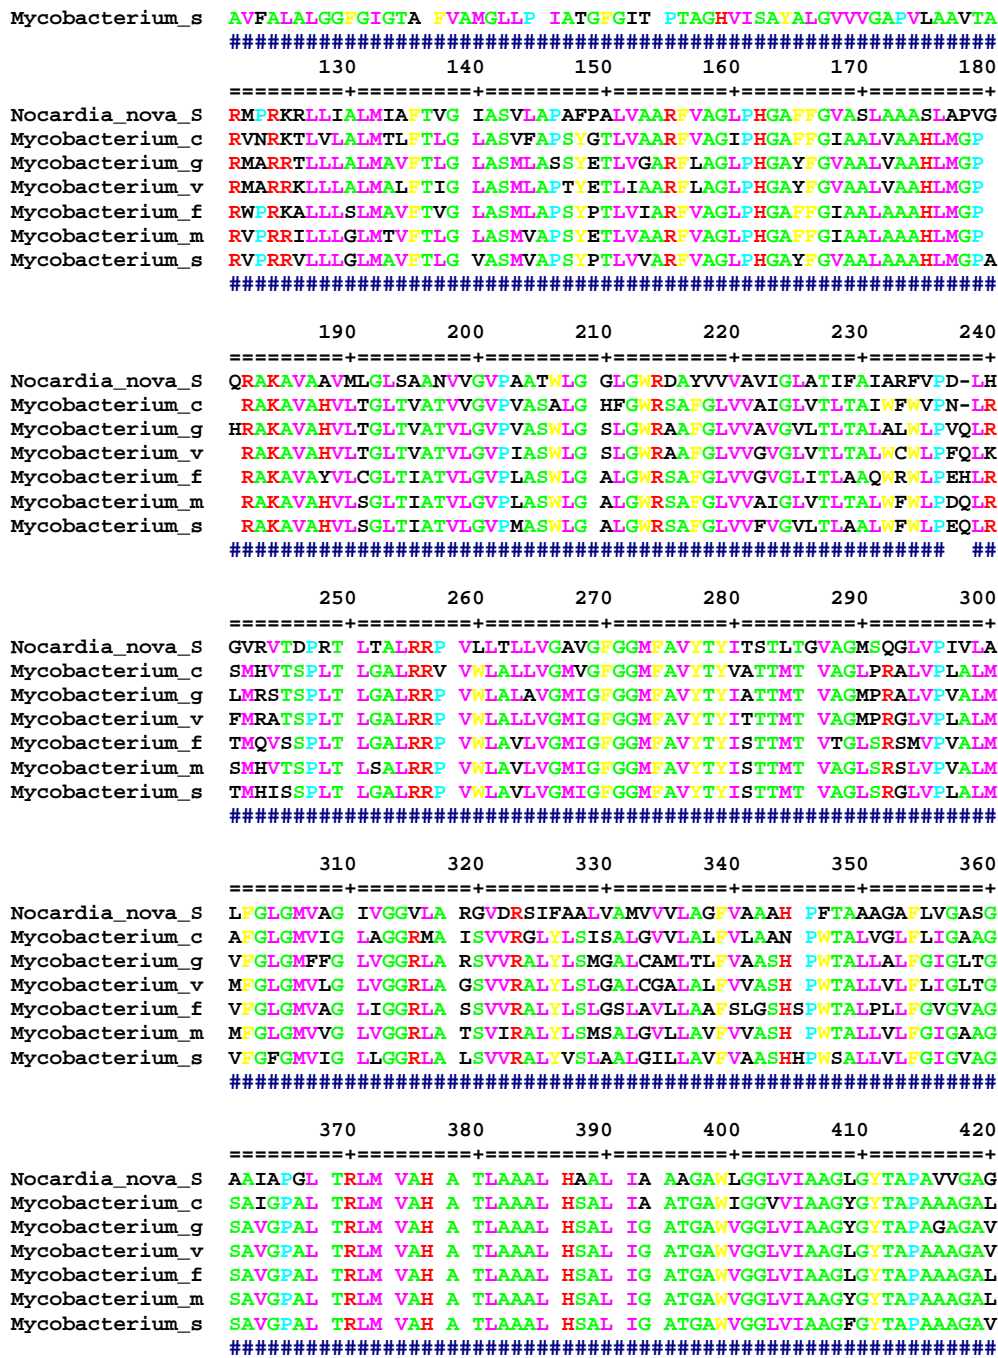 Mycobacterium_s AVFALALGGFGIGTA FVAMGLLP IATGFGIT PTAGHVISAYALGVVVGAPVLAAVTA
############################################################
130 140 150 160 170 180
=========+=========+=========+=========+=========+=========+
Nocardia_nova_S RMPRKRLLIALMIAFTVG IASVLAPAFPALVAARFVAGLPHGAFFGVASLAAASLAPVG
Mycobacterium_c RVNRKTLVLALMTLFTLG LASVFAPSYGTLVAARFVAGIPHGAFFGIAALVAAHLMGP
Mycobacterium_g RMARRTLLLALMAVFTLG LASMLASSYETLVGARFLAGLPHGAYFGVAALVAAHLMGP
Mycobacterium_v RMARRKLLLALMALFTIG LASMLAPTYETLIAARFLAGLPHGAYFGVAALVAAHLMGP
Mycobacterium_f RWPRKALLLSLMAVFTVG LASMLAPSYPTLVIARFVAGLPHGAFFGIAALAAAHLMGP
Mycobacterium_m RVPRRILLLGLMTVFTLG LASMVAPSYETLVAARFVAGLPHGAFFGIAALAAAHLMGP
Mycobacterium_s RVPRRVLLLGLMAVFTLG VASMVAPSYPTLVVARFVAGLPHGAYFGVAALAAAHLMGPA
############################################################
190 200 210 220 230 240
=========+=========+=========+=========+=========+=========+
Nocardia_nova_S QRAKAVAAVMLGLSAANVVGVPAATWLG GLGWRDAYVVVAVIGLATIFAIARFVPD-LH
Mycobacterium_c RAKAVAHVLTGLTVATVVGVPVASALG HFGWRSAFGLVVAIGLVTLTAIWFWVPN-LR
Mycobacterium_g HRAKAVAHVLTGLTVATVLGVPVASWLG SLGWRAAFGLVVAVGVLTLTALALWLPVQLR
Mycobacterium_v RAKAVAHVLTGLTVATVLGVPIASWLG SLGWRAAFGLVVGVGLVTLTALWCWLPFQLK
Mycobacterium_f RAKAVAYVLCGLTIATVLGVPLASWLG ALGWRSAFGLVVGVGLITLAAQWRWLPEHLR
Mycobacterium_m RAKAVAHVLSGLTIATVLGVPLASWLG ALGWRSAFGLVVAIGLVTLTALWFWLPDQLR
Mycobacterium_s RAKAVAHVLSGLTIATVLGVPMASWLG ALGWRSAFGLVVFVGVLTLAALWFWLPEQLR
######################################################## ##
250 260 270 280 290 300
=========+=========+=========+=========+=========+=========+
Nocardia_nova_S GVRVTDPRT LTALRRP VLLTLLVGAVGFGGMFAVYTYITSTLTGVAGMSQGLVPIVLA
Mycobacterium_c SMHVTSPLT LGALRRV VWLALLVGMVGFGGMFAVYTYVATTMT VAGLPRALVPLALM
Mycobacterium_g LMRSTSPLT LGALRRP VWLALAVGMIGFGGMFAVYTYIATTMT VAGMPRALVPVALM
Mycobacterium_v FMRATSPLT LGALRRP VWLALLVGMIGFGGMFAVYTYITTTMT VAGMPRGLVPLALM
Mycobacterium_f TMQVSSPLT LGALRRP VWLAVLVGMIGFGGMFAVYTYISTTMT VTGLSRSMVPVALM
Mycobacterium_m SMHVTSPLT LSALRRP VWLAVLVGMIGFGGMFAVYTYISTTMT VAGLSRSLVPVALM
Mycobacterium_s TMHISSPLT LGALRRP VWLAVLVGMIGFGGMFAVYTYISTTMT VAGLSRGLVPLALM
############################################################
310 320 330 340 350 360
=========+=========+=========+=========+=========+=========+
Nocardia_nova_S LFGLGMVAG IVGGVLA RGVDRSIFAALVAMVVVLAGFVAAAH PFTAAAGAFLVGASG
Mycobacterium_c AFGLGMVIG LAGGRMA ISVVRGLYLSISALGVVLALFVLAAN PWTALVGLFLIGAAG
Mycobacterium_g VFGLGMFFG LVGGRLA RSVVRALYLSMGALCAMLTLFVAASH PWTALLALFGIGLTG
Mycobacterium_v MFGLGMVLG LVGGRLA GSVVRALYLSLGALCGALALFVVASH PWTALLVLFLIGLTG
Mycobacterium_f VFGLGMVAG LIGGRLA SSVVRALYLSLGSLAVLLAAFSLGSHSPWTALPLLFGVGVAG
Mycobacterium_m MFGLGMVVG LVGGRLA TSVIRALYLSMSALGVLLAVFVVASH PWTALLVLFGIGAAG
Mycobacterium_s VFGFGMVIG LLGGRLA LSVVRALYVSLAALGILLAVFVAASHHPWSALLVLFGIGVAG
############################################################
370 380 390 400 410 420
=========+=========+=========+=========+=========+=========+
Nocardia_nova_S AAIAPGL TRLM VAH A TLAAAL HAAL IA AAGAWLGGLVIAAGLGYTAPAVVGAG
Mycobacterium_c SAIGPAL TRLM VAH A TLAAAL HSAL IA ATGAWIGGVVIAAGLGYTAPAAAGAL
Mycobacterium_g SAVGPAL TRLM VAH A TLAAAL HSAL IG ATGAWVGGLVIAAGYGYTAPAGAGAV
Mycobacterium_v SAVGPAL TRLM VAH A TLAAAL HSAL IG ATGAWVGGLVIAAGLGYTAPAAAGAV
Mycobacterium_f SAVGPAL TRLM VAH A TLAAAL HSAL IG ATGAWVGGLVIAAGLGYTAPAAAGAL
Mycobacterium_m SAVGPAL TRLM VAH A TLAAAL HSAL IG ATGAWVGGLVIAAGYGYTAPAAAGAL
Mycobacterium_s SAVGPAL TRLM VAH A TLAAAL HSAL IG ATGAWVGGLVIAAGFGYTAPAAAGAV
############################################################